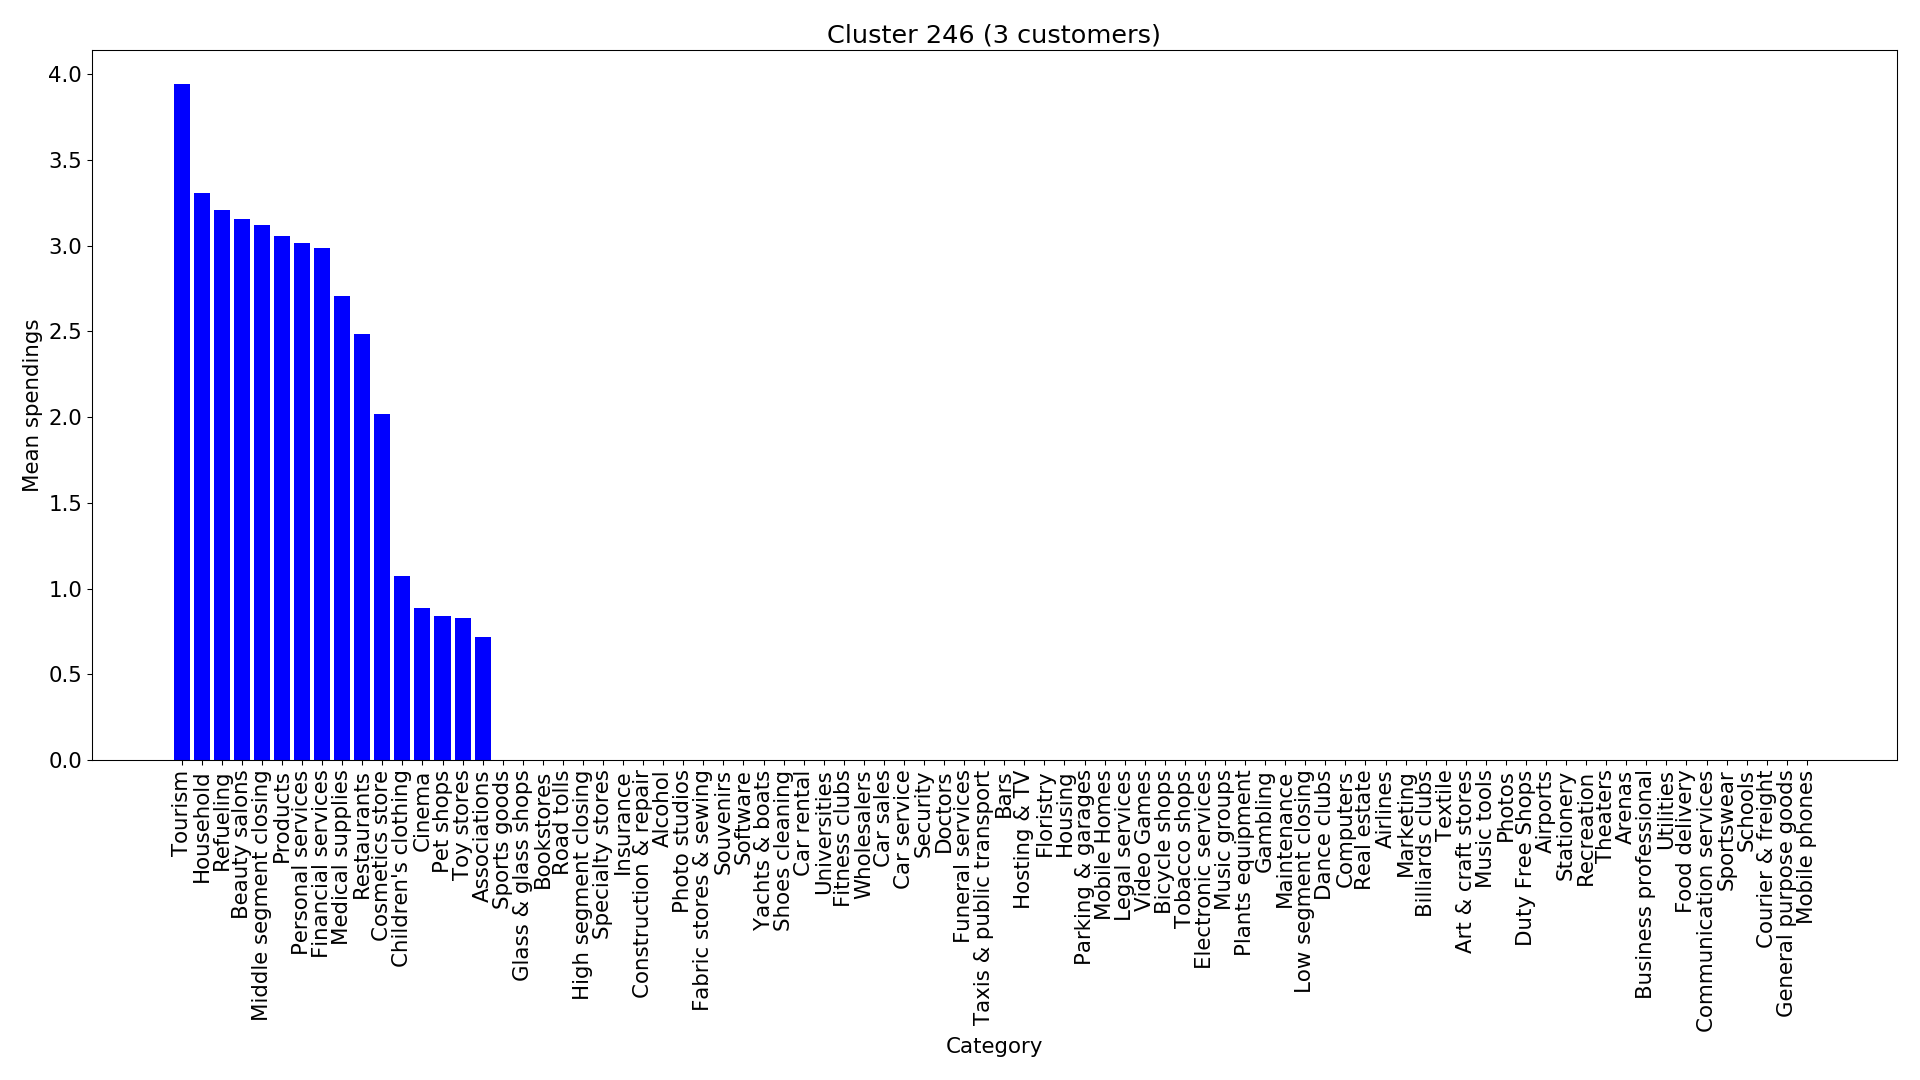 Cluster 246 (3 customers)
4.0
3.5
3.0
2.5
2.0
1.5
1.0
0.5
0.0
Mean spendings
Tourism
Household
Refueling
Beauty salons
Middle segment closing
Products
Personal services
Financial services
Medical supplies
Restaurants
Cosmetics store
Children's clothing
Cinema
Pet shops
Toy stores
Associations
Sports goods
Glass & glass shops
Bookstores
Road tolls
High segment closing
Specialty stores
Insurance
Construction & repair
Alcohol
Photo studios
Fabric stores & sewing
Souvenirs
Software
Yachts & boats
Shoes cleaning
Car rental
Universities
Fitness clubs
Wholesalers
Car sales
Car service
Security
Doctors
Funeral services
Taxis & public transport
Bars
Hosting & TV
Floristry
Housing
Parking & garages
Mobile Homes
Legal services
Video Games
Bicycle shops
Tobacco shops
Electronic services
Music groups
Plants equipment
Gambling
Maintenance
Low segment closing
Dance clubs
Computers
Real estate
Airlines
Marketing
Billiards clubs
Textile
Art & craft stores
Music tools
Photos
Duty Free Shops
Airports
Stationery
Recreation
Theaters
Arenas
Business professional
Utilities
Food delivery
Communication services
Sportswear
Schools
Courier & freight
General purpose goods
Mobile phones
Category